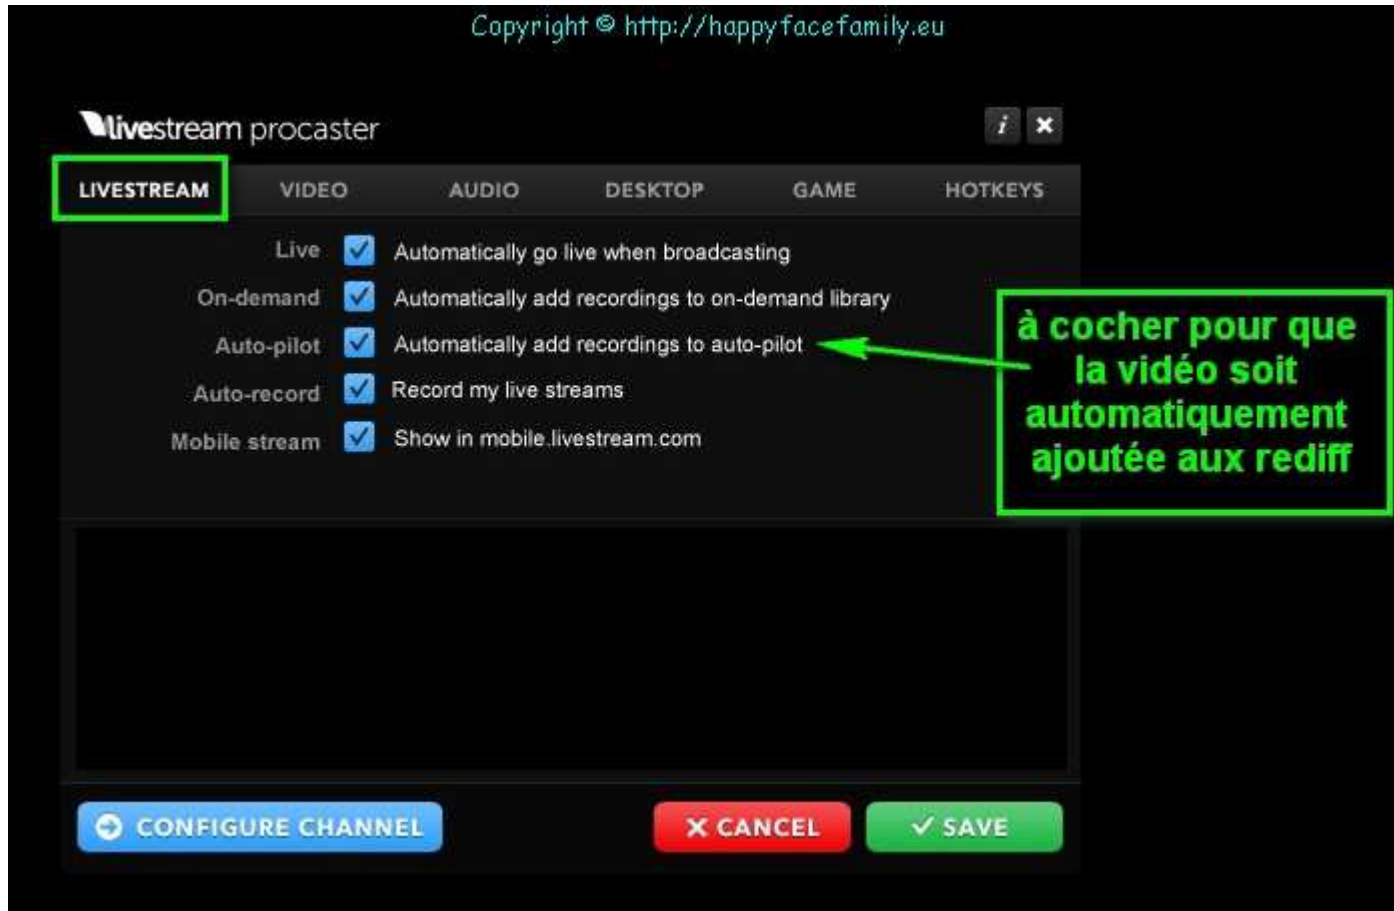 Copyright © http://happyfacefamily.eu
livestream procaster
i
LIVESTREAM VIDEO AUDIO DESKTOP GAME HOTKEYS
Live Automatically go live when broadcasting
On-demand Automatically add recordings to on-demand library
Auto-pilot Automatically add recordings to auto-pilot
Auto-record Record my live streams
Mobile stream Show in mobile.livestream.com
à cocher pour que
la vidéo soit
automatiquement
ajoutée aux rediff
CONFIGURE CHANNEL CANCEL SAVE